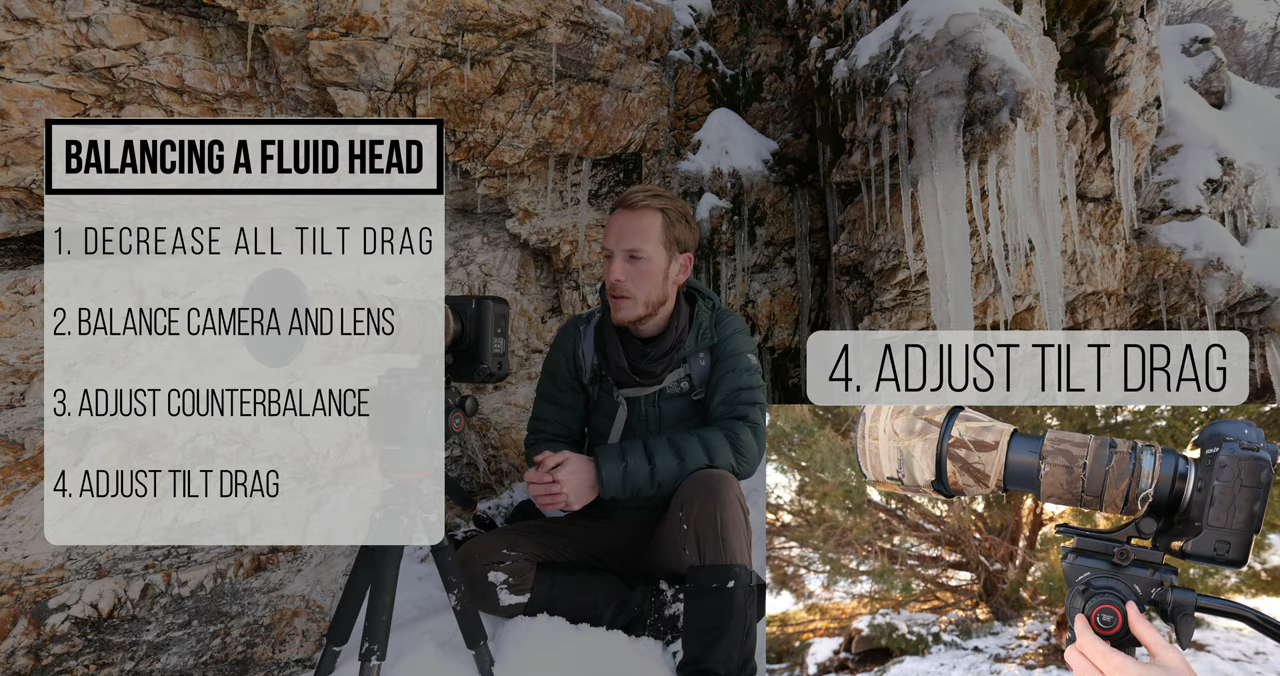 BALANCING A FLUID HEAD
1. DECREASE ALL TILT DRAG
2. BALANCE CAMERA AND LENS
3. ADJUST COUNTERBALANCE
4. ADJUST TILT DRAG
4. ADJUST TILT DRAG